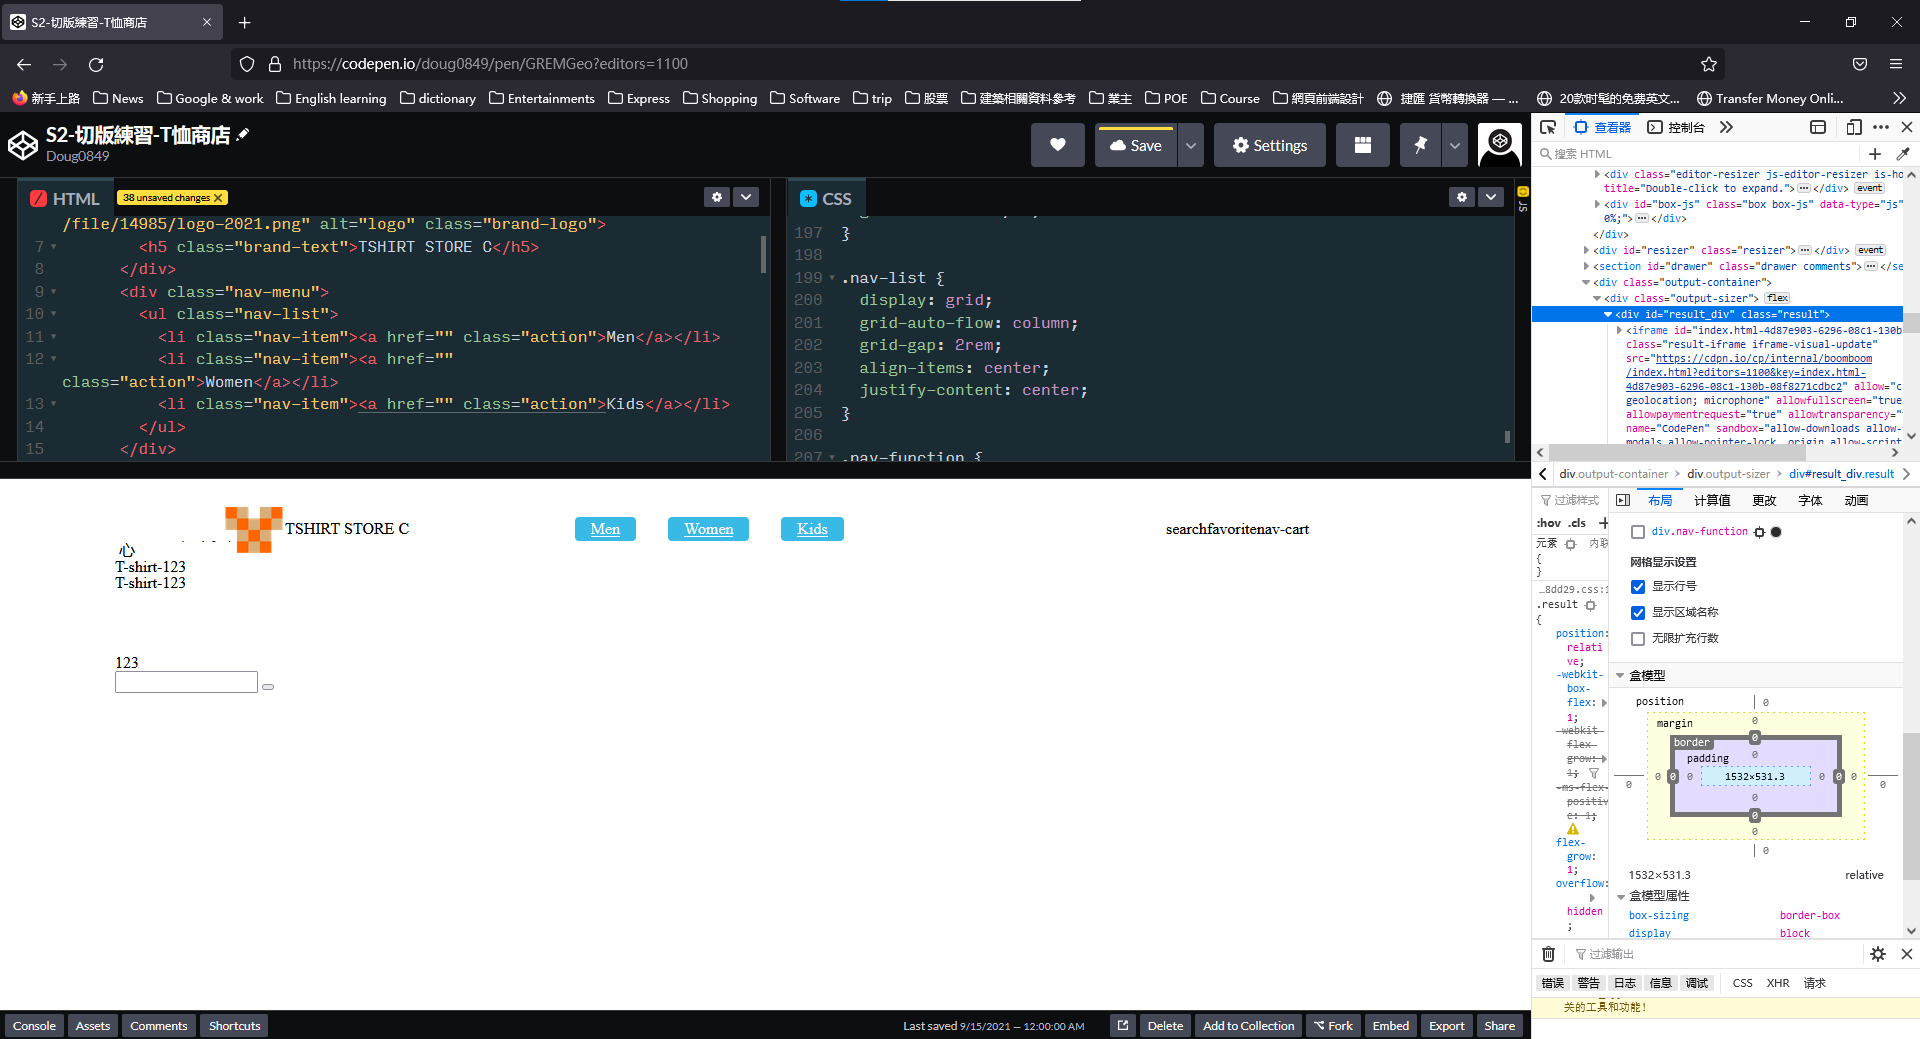 S2-切版練習-T恤商店
https://codepen.io/doug0849/pen/GREMGeo?editors=1100
新手上路 News Google & work English learning dictionary Entertainments Express Shopping Software trip 股票 建築相關資料參考 業主 POE Course 網頁前端設計 捷匯 貨幣轉換器 — ... 20款时髦的免费英文... Transfer Money Onli...
S2-切版練習-T恤商店
Doug0849
Save
Settings
HTML
38 unsaved changes
/file/14985/logo-2021.png" alt="logo" class="brand-logo">
7 <h5 class="brand-text">TSHIRT STORE C</h5>
8 </div>
9 <div class="nav-menu">
10 <ul class="nav-list">
11 <li class="nav-item"><a href="" class="action">Men</a></li>
12 <li class="nav-item"><a href=""
class="action">Women</a></li>
13 <li class="nav-item"><a href="" class="action">Kids</a></li>
14 </ul>
15 </div>
CSS
197 }
198
199 .nav-list {
200 display: grid;
201 grid-auto-flow: column;
202 grid-gap: 2rem;
203 align-items: center;
204 justify-content: center;
205 }
206
207 .nav-function {
JS
TSHIRT STORE C
Men Women Kids
searchfavoritenav-cart
心
T-shirt-123
T-shirt-123
123
Console Assets Comments Shortcuts
Last saved 9/15/2021 — 12:00:00 AM
Delete Add to Collection Fork Embed Export Share
查看器 控制台
搜索 HTML
<div class="editor-resizer js-editor-resizer is-ho
title="Double-click to expand."> </div> event
<div id="box-js" class="box box-js" data-type="js"
0%;"> </div>
</div>
<div id="resizer" class="resizer"> </div> event
<section id="drawer" class="drawer comments"> </se
<div class="output-container">
<div class="output-sizer"> flex
<div id="result_div" class="result">
<iframe id="index.html-4d87e903-6296-08c1-130b
class="result-iframe iframe-visual-update"
src="https://cdpn.io/cp/internal/boomboom
/index.html?editors=1100&key=index.html-
4d87e903-6296-08c1-130b-08f8271cdbc2" allow="c
geolocation; microphone" allowfullscreen="true
allowpaymentrequest="true" allowtransparency="
name="CodePen" sandbox="allow-downloads allow-
modals allow-pointer-lock origin allow-script
div.output-container > div.output-sizer > div#result_div.result
过滤样式
:hov .cls +
元素 内联
{
}
…8dd29.css:1
.result
{
position:
relati
ve;
-webkit-
box-
flex:
1;
-webkit-
flex-
grow:
1;
-ms-flex-
positiv
e: 1;
flex-
grow:
1;
overflow:
hidden
;
布局 计算值 更改 字体 动画
div.nav-function
网格显示设置
显示行号
显示区域名称
无限扩充行数
盒模型
position 0
margin 0
border 0
padding 0
0 0 0 0 1532×531.3 0 0 0 0
0
0
0
0
1532×531.3 relative
盒模型属性
box-sizing border-box
display block
过滤输出
错误 警告 日志 信息 调试 CSS XHR 请求
关的工具和功能!